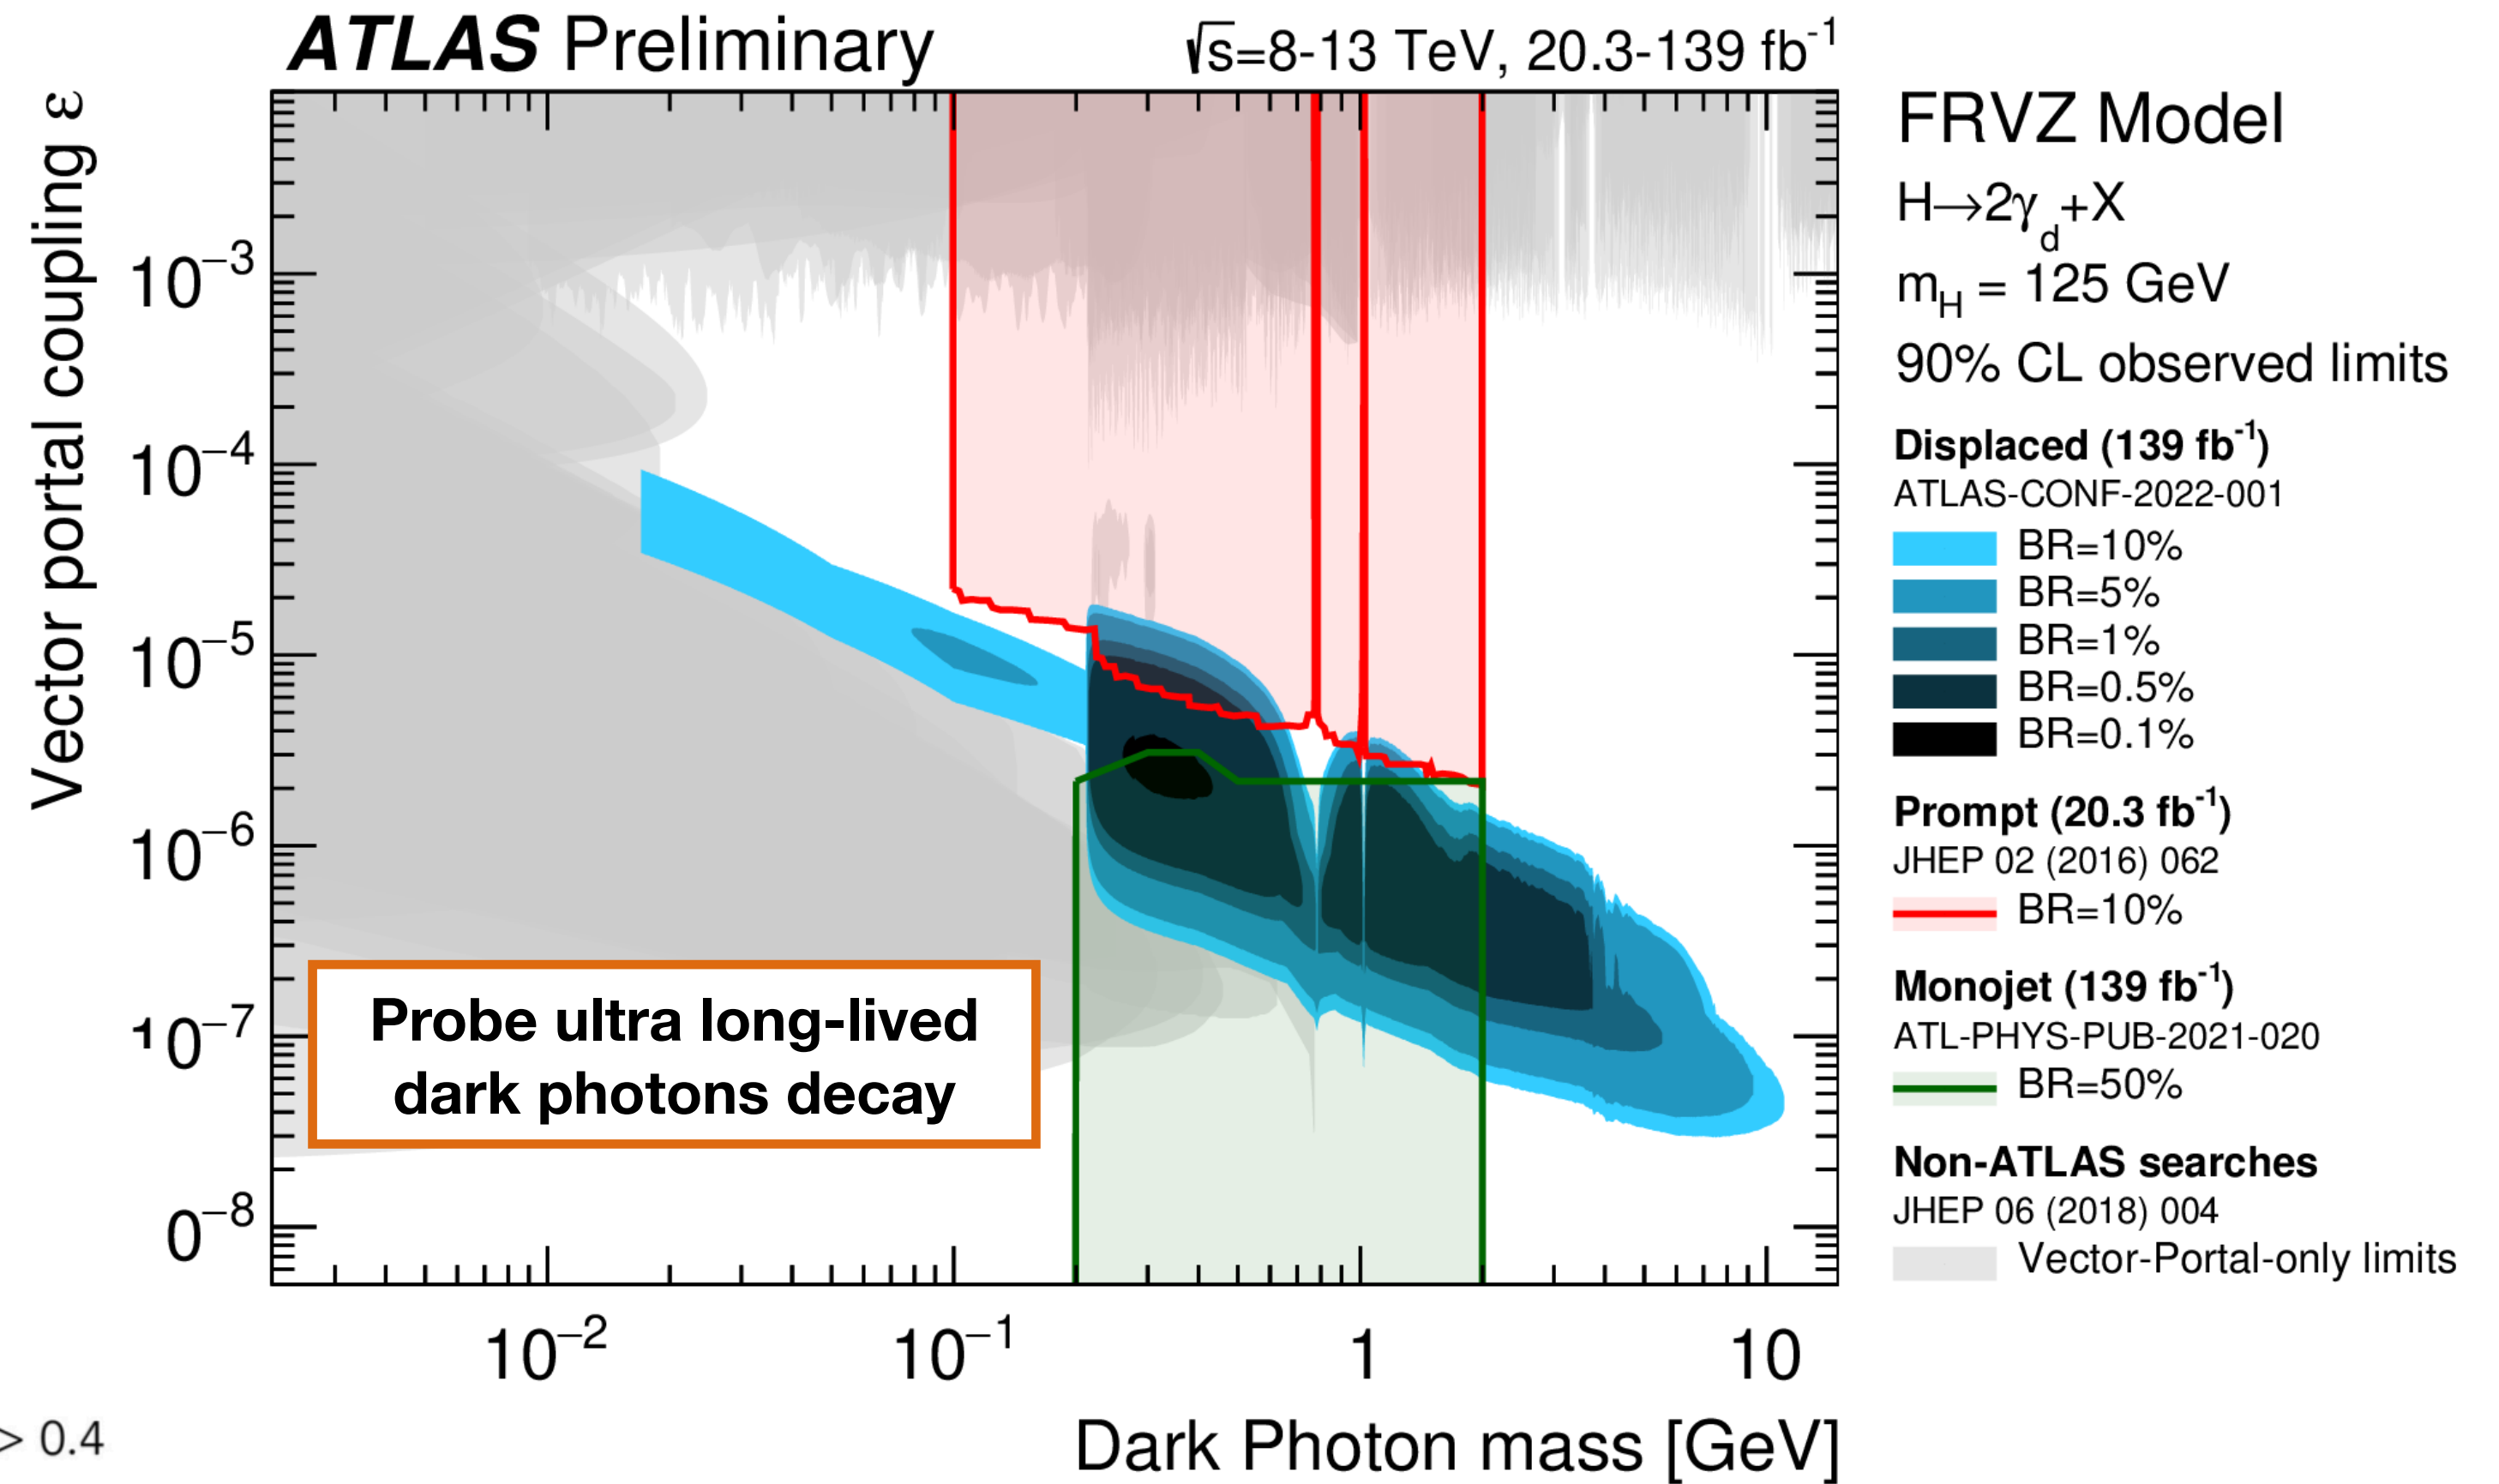 ATLAS Preliminary
√s=8-13 TeV, 20.3-139 fb⁻¹
Vector portal coupling ε
10⁻³
10⁻⁴
10⁻⁵
10⁻⁶
10⁻⁷
0⁻⁸
Probe ultra long-lived
dark photons decay
10⁻²
10⁻¹
1
10
Dark Photon mass [GeV]
> 0.4
FRVZ Model
H→2γ_d+X
m_H = 125 GeV
90% CL observed limits
Displaced (139 fb⁻¹)
ATLAS-CONF-2022-001
BR=10%
BR=5%
BR=1%
BR=0.5%
BR=0.1%
Prompt (20.3 fb⁻¹)
JHEP 02 (2016) 062
BR=10%
Monojet (139 fb⁻¹)
ATL-PHYS-PUB-2021-020
BR=50%
Non-ATLAS searches
JHEP 06 (2018) 004
Vector-Portal-only limits